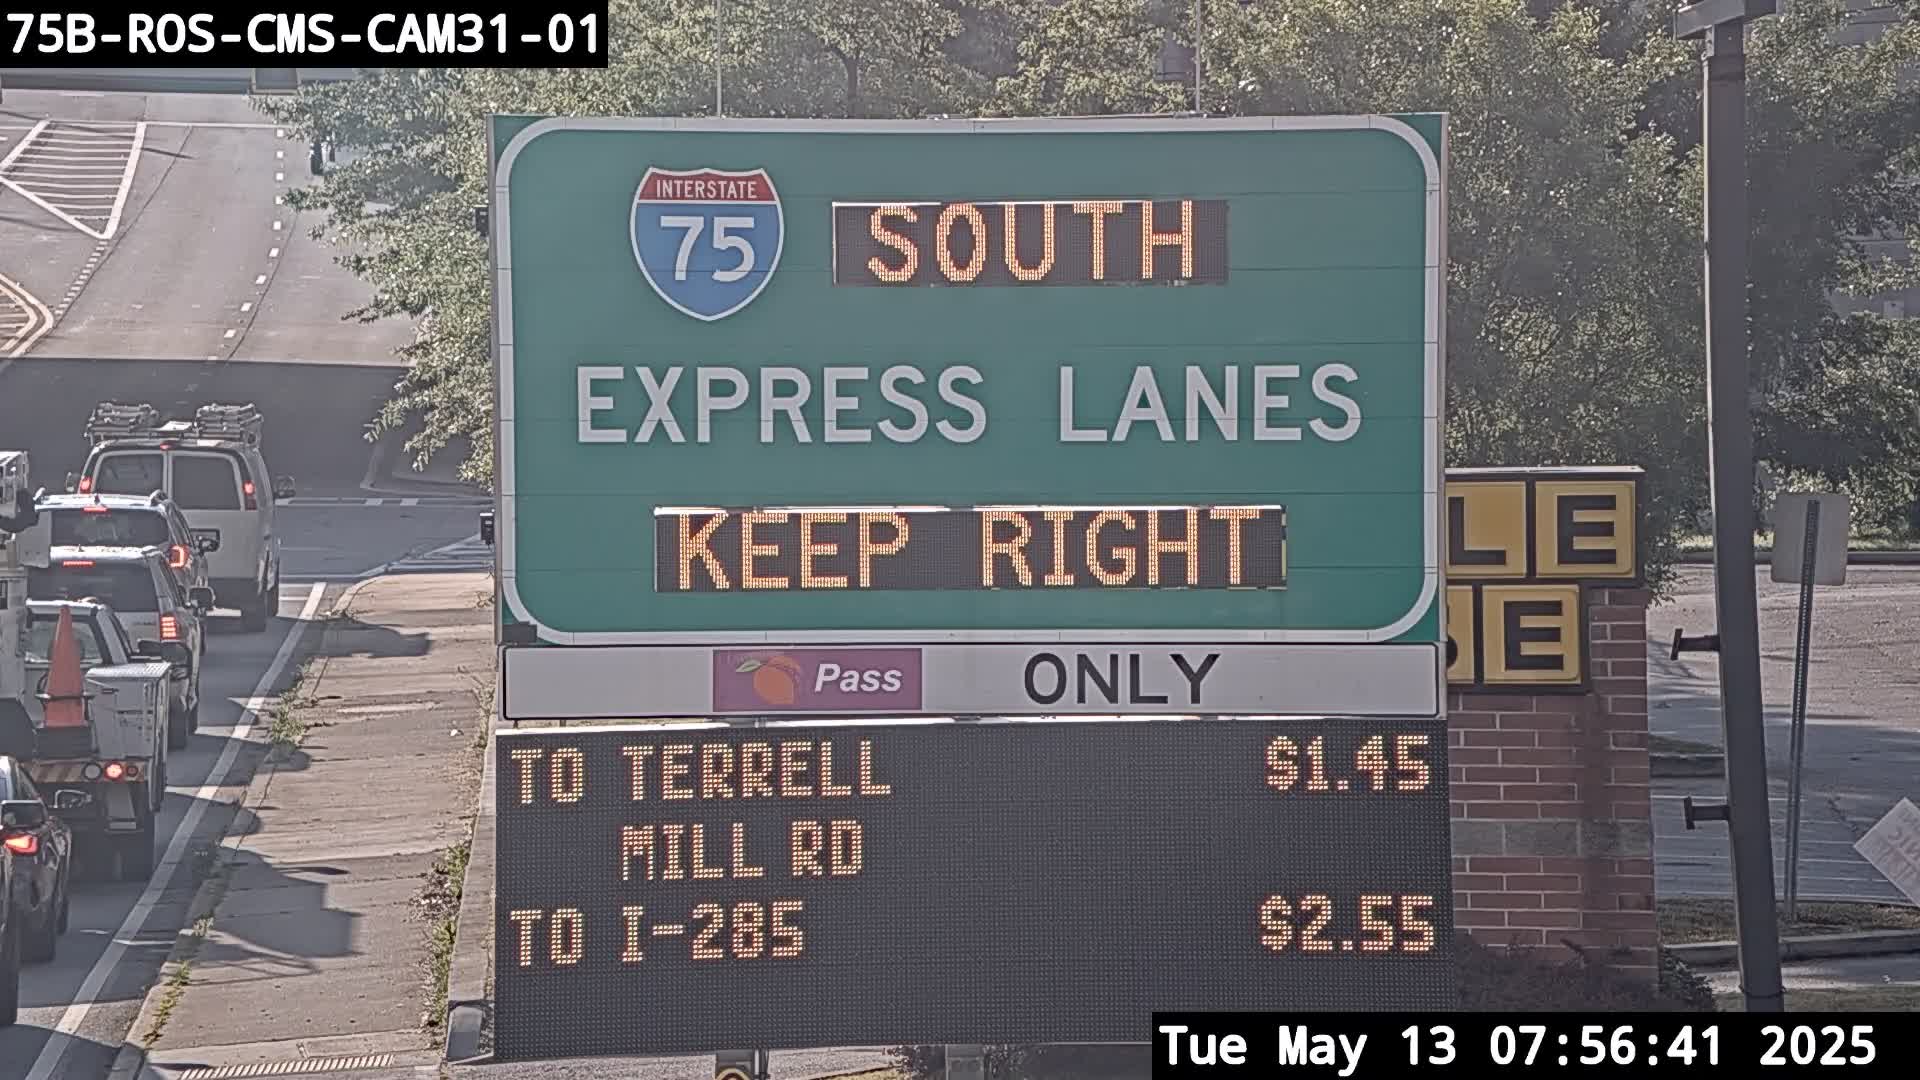 75B-ROS-CMS-CAM31-01
INTERSTATE
75
SOUTH
EXPRESS LANES
KEEP RIGHT
Pass ONLY
TO TERRELL $1.45
MILL RD
TO I-285 $2.55
LE
E
Tue May 13 07:56:41 2025